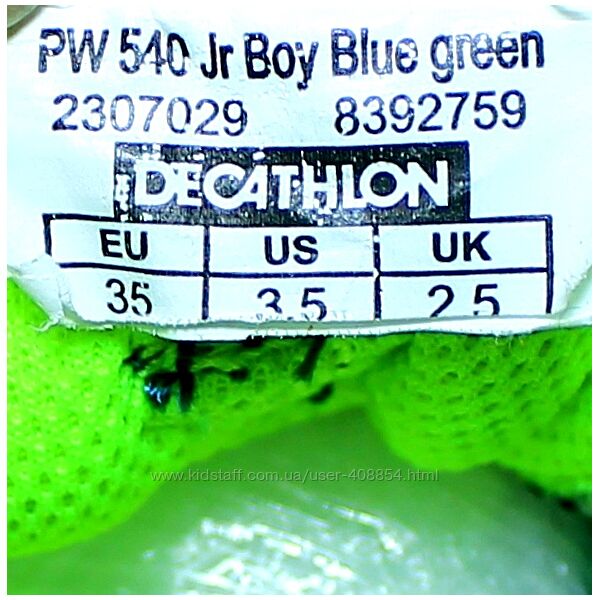 PW 540 Jr Boy Blue green
2307029 8392759
DECATHLON
EU US UK
35 3.5 2.5
www.kidstaff.com.ua/user-408854.html